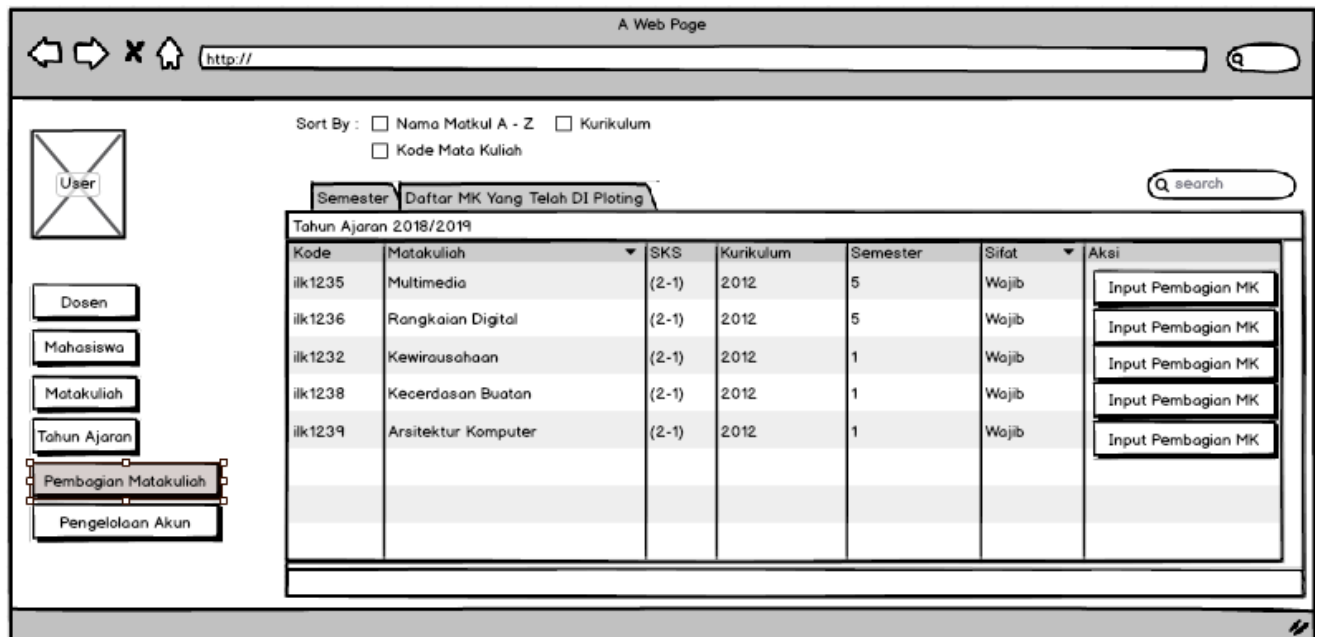 A Web Page
http://
Sort By : Nama Matkul A - Z Kurikulum
Kode Mata Kuliah
User
search
Semester Daftar MK Yang Telah DI Ploting
Tahun Ajaran 2018/2019
Kode Matakuliah SKS Kurikulum Semester Sifat Aksi
ilk1235 Multimedia (2-1) 2012 5 Wajib Input Pembagian MK
ilk1236 Rangkaian Digital (2-1) 2012 5 Wajib Input Pembagian MK
ilk1232 Kewirausahaan (2-1) 2012 1 Wajib Input Pembagian MK
ilk1238 Kecerdasan Buatan (2-1) 2012 1 Wajib Input Pembagian MK
ilk1239 Arsitektur Komputer (2-1) 2012 1 Wajib Input Pembagian MK
Dosen
Mahasiswa
Matakuliah
Tahun Ajaran
Pembagian Matakuliah
Pengelolaan Akun